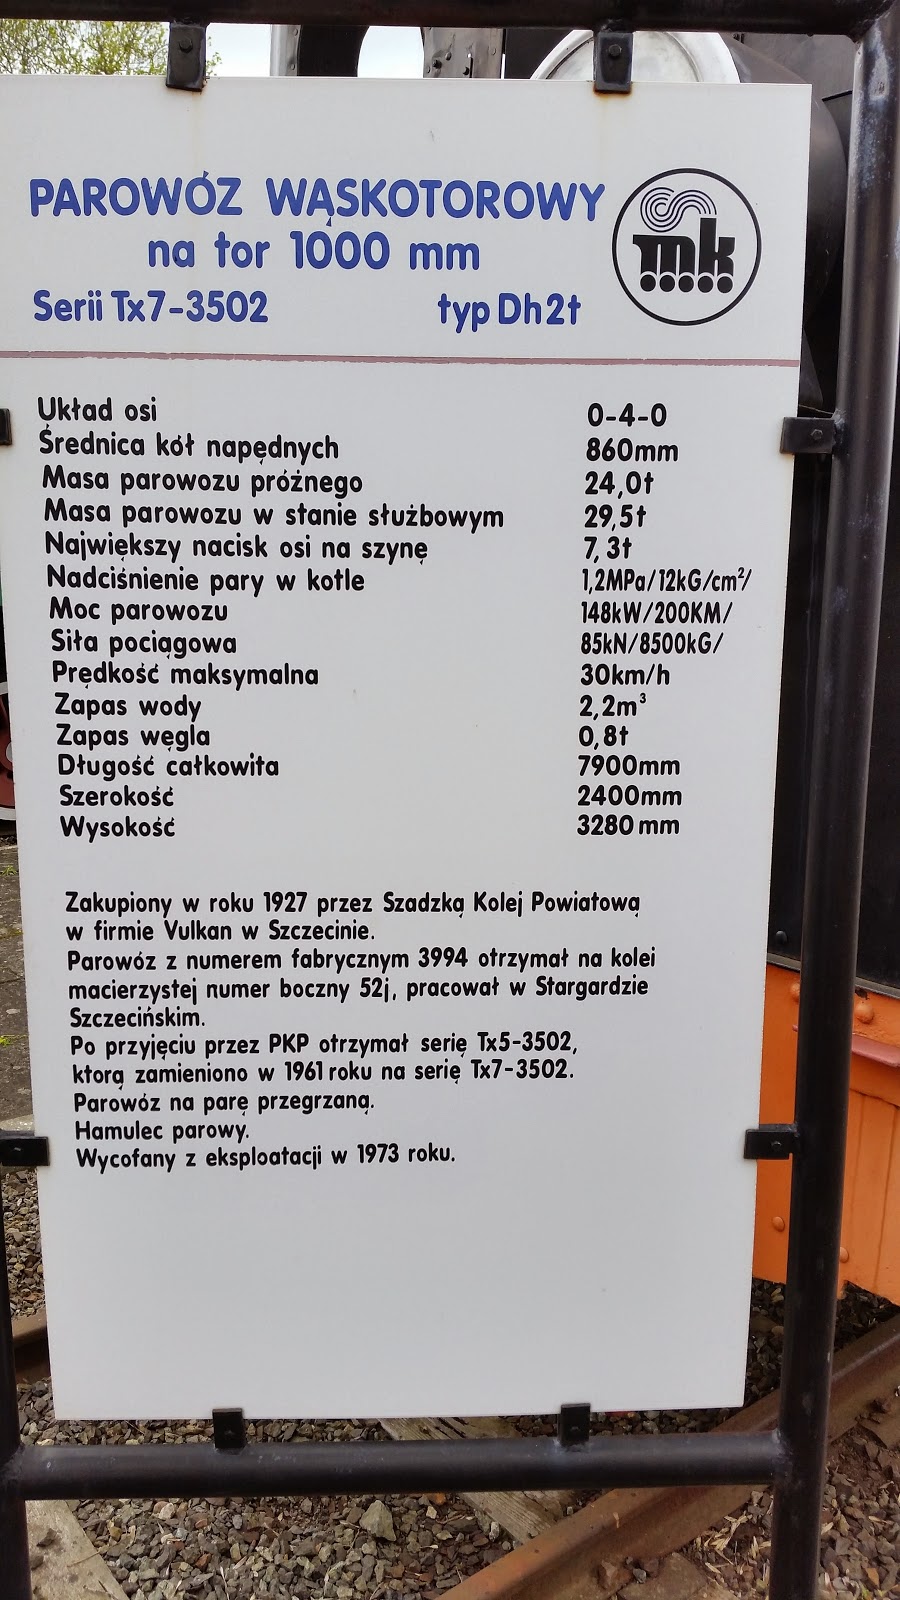 PAROWÓZ WĄSKOTOROWY
na tor 1000 mm
Serii Tx7-3502 typ Dh2t
mk
Układ osi 0-4-0
Średnica kół napędnych 860mm
Masa parowozu próżnego 24,0t
Masa parowozu w stanie służbowym 29,5t
Największy nacisk osi na szynę 7,3t
Nadciśnienie pary w kotle 1,2MPa/12kG/cm²/
Moc parowozu 148kW/200KM/
Siła pociągowa 85kN/8500kG/
Prędkość maksymalna 30km/h
Zapas wody 2,2m³
Zapas węgla 0,8t
Długość całkowita 7900mm
Szerokość 2400mm
Wysokość 3280mm
Zakupiony w roku 1927 przez Szadzką Kolej Powiatową
w firmie Vulkan w Szczecinie.
Parowóz z numerem fabrycznym 3994 otrzymał na kolei
macierzystej numer boczny 52j, pracował w Stargardzie
Szczecińskim.
Po przyjęciu przez PKP otrzymał serię Tx5-3502,
ktorą zamieniono w 1961 roku na serię Tx7-3502.
Parowóz na parę przegrzaną.
Hamulec parowy.
Wycofany z eksploatacji w 1973 roku.